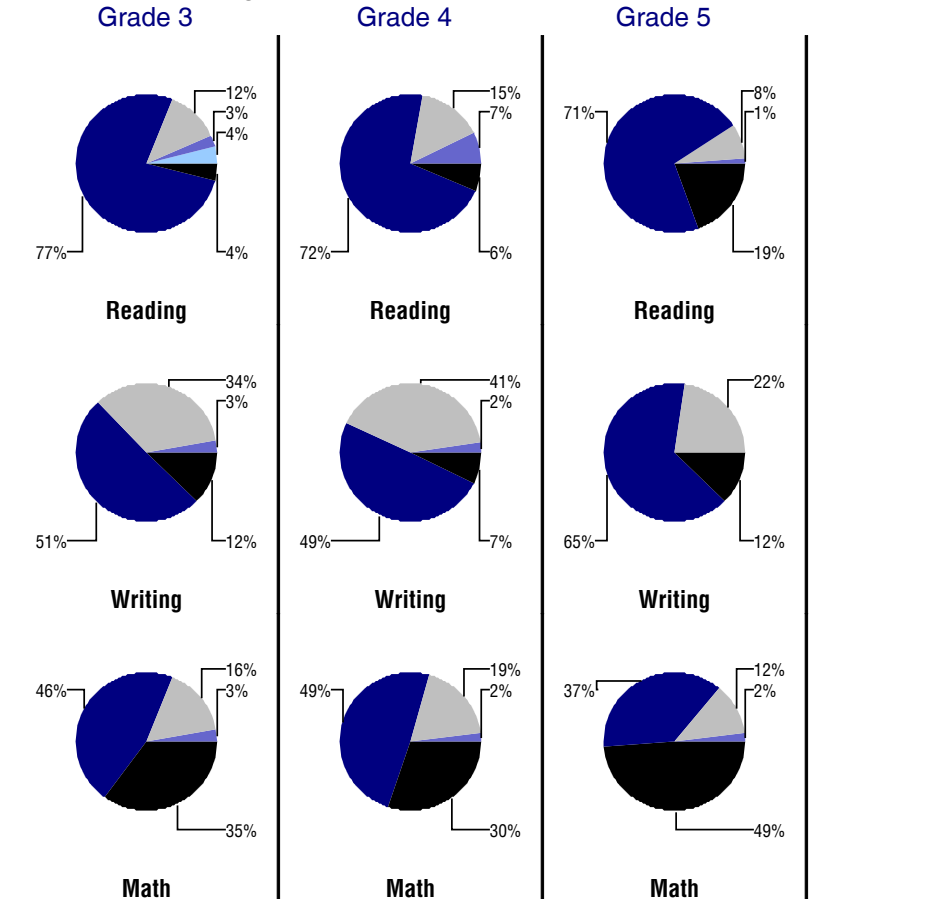 Grade 3 Grade 4 Grade 5
12% 15% 8%
3% 7% 71% 1%
4%
77% 4% 72% 6% 19%
Reading Reading Reading
34% 41% 22%
3% 2%
51% 12% 49% 7% 65% 12%
Writing Writing Writing
16% 19% 12%
46% 3% 49% 2% 37% 2%
35% 30% 49%
Math Math Math